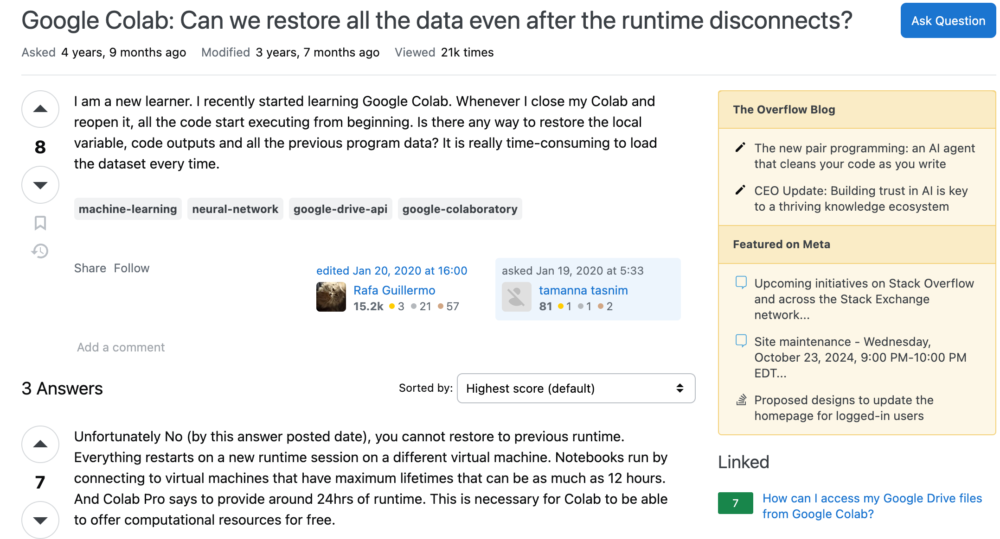 Google Colab: Can we restore all the data even after the runtime disconnects?
Ask Question
Asked 4 years, 9 months ago Modified 3 years, 7 months ago Viewed 21k times
8
I am a new learner. I recently started learning Google Colab. Whenever I close my Colab and
reopen it, all the code start executing from beginning. Is there any way to restore the local
variable, code outputs and all the previous program data? It is really time-consuming to load
the dataset every time.
machine-learning neural-network google-drive-api google-colaboratory
Share Follow
edited Jan 20, 2020 at 16:00
Rafa Guillermo
15.2k 3 21 57
asked Jan 19, 2020 at 5:33
tamanna tasnim
81 1 1 2
Add a comment
3 Answers
Sorted by: Highest score (default)
7
Unfortunately No (by this answer posted date), you cannot restore to previous runtime.
Everything restarts on a new runtime session on a different virtual machine. Notebooks run by
connecting to virtual machines that have maximum lifetimes that can be as much as 12 hours.
And Colab Pro says to provide around 24hrs of runtime. This is necessary for Colab to be able
to offer computational resources for free.
The Overflow Blog
The new pair programming: an AI agent
that cleans your code as you write
CEO Update: Building trust in AI is key
to a thriving knowledge ecosystem
Featured on Meta
Upcoming initiatives on Stack Overflow
and across the Stack Exchange
network...
Site maintenance - Wednesday,
October 23, 2024, 9:00 PM-10:00 PM
EDT...
Proposed designs to update the
homepage for logged-in users
Linked
7 How can I access my Google Drive files
from Google Colab?